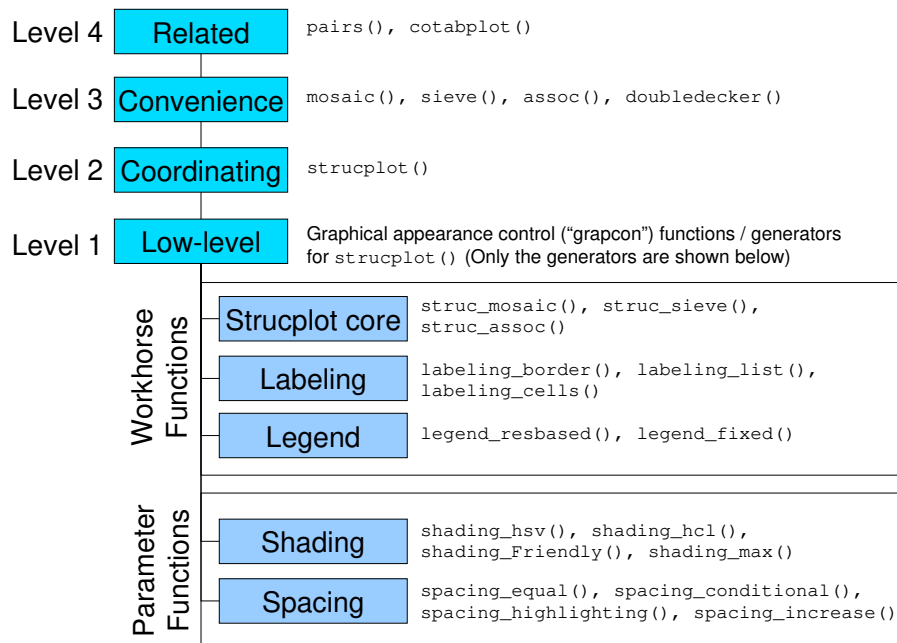 Level 4 Related pairs(), cotabplot()
Level 3 Convenience mosaic(), sieve(), assoc(), doubledecker()
Level 2 Coordinating strucplot()
Level 1 Low-level Graphical appearance control (“grapcon”) functions / generators
for strucplot() (Only the generators are shown below)
Workhorse
Functions
Strucplot core struc_mosaic(), struc_sieve(),
struc_assoc()
Labeling labeling_border(), labeling_list(),
labeling_cells()
Legend legend_resbased(), legend_fixed()
Parameter
Functions
Shading shading_hsv(), shading_hcl(),
shading_Friendly(), shading_max()
Spacing spacing_equal(), spacing_conditional(),
spacing_highlighting(), spacing_increase()